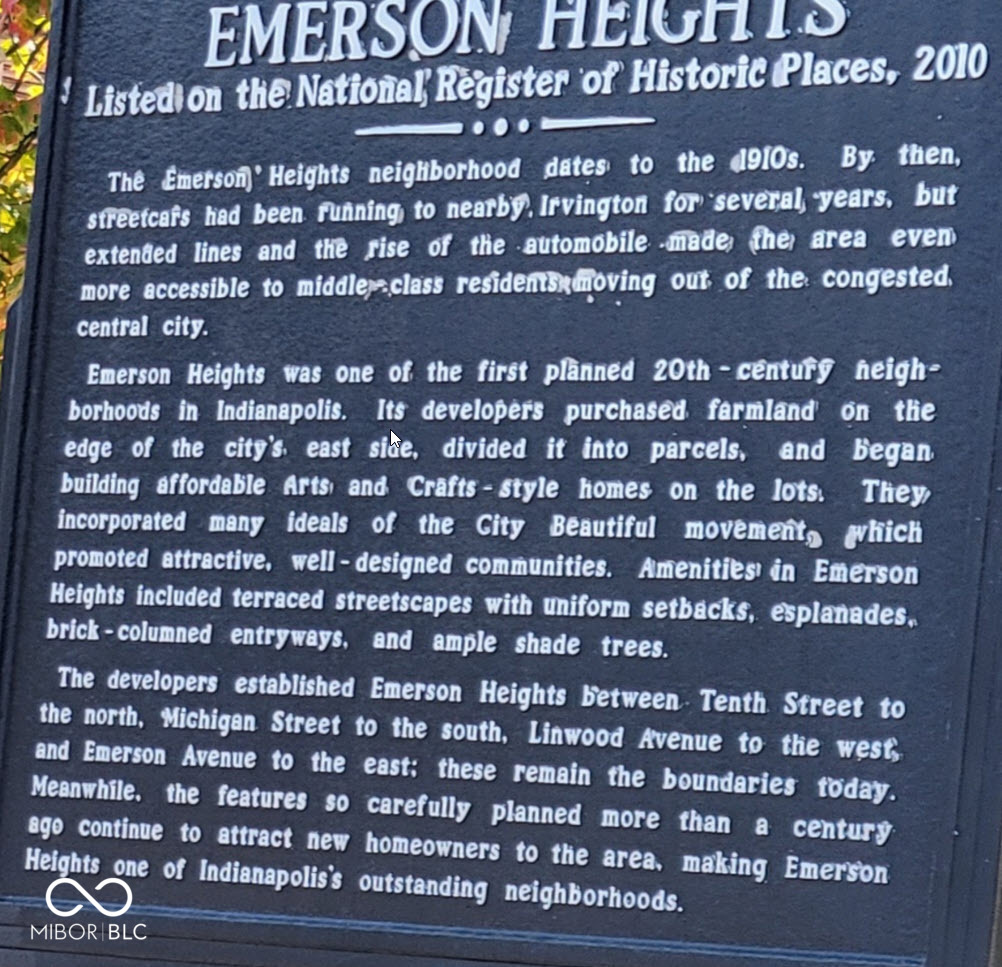 EMERSON HEIGHTS
Listed on the National Register of Historic Places, 2010
The Emerson Heights neighborhood dates to the 1910s. By then,
streetcars had been running to nearby Irvington for several years, but
extended lines and the rise of the automobile made the area even
more accessible to middle-class residents moving out of the congested
central city.
Emerson Heights was one of the first planned 20th-century neigh-
borhoods in Indianapolis. Its developers purchased farmland on the
edge of the city's east side, divided it into parcels, and began
building affordable Arts and Crafts-style homes on the lots. They
incorporated many ideals of the City Beautiful movement, which
promoted attractive, well-designed communities. Amenities in Emerson
Heights included terraced streetscapes with uniform setbacks, esplanades,
brick-columned entryways, and ample shade trees.
The developers established Emerson Heights between Tenth Street to
the north, Michigan Street to the south, Linwood Avenue to the west,
and Emerson Avenue to the east; these remain the boundaries today.
Meanwhile, the features so carefully planned more than a century
ago continue to attract new homeowners to the area, making Emerson
Heights one of Indianapolis's outstanding neighborhoods.
MIBOR|BLC